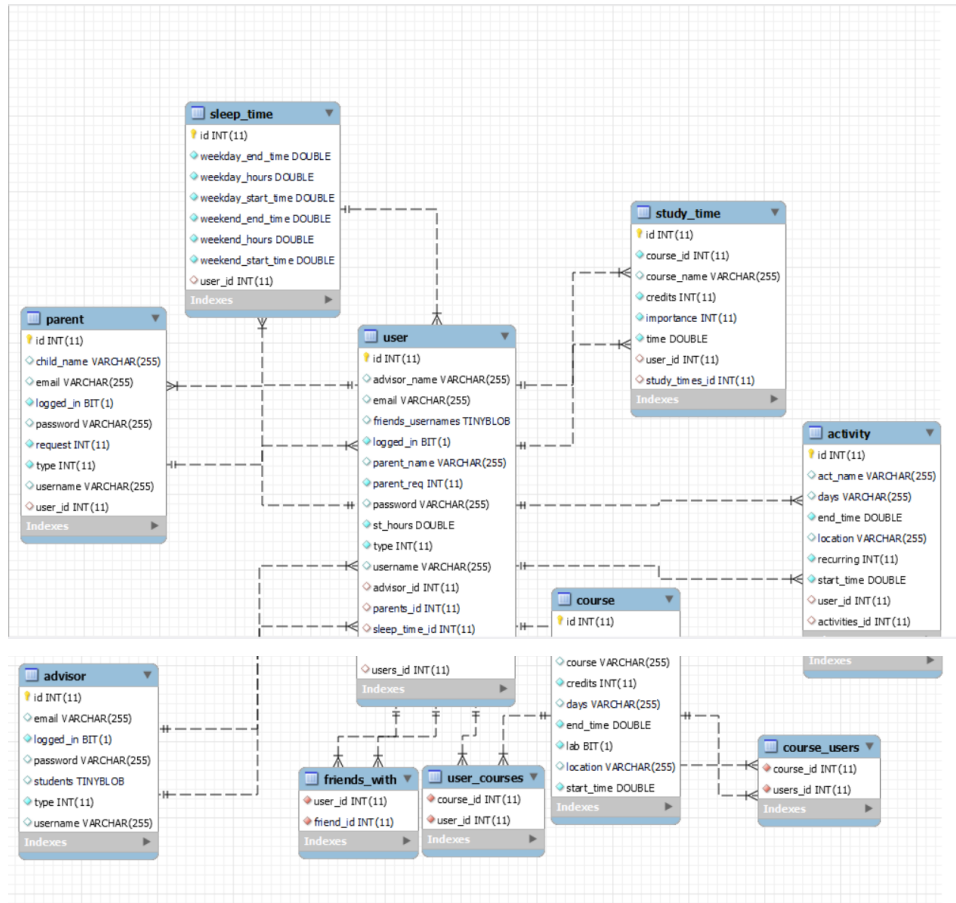 sleep_time
id INT(11)
weekday_end_time DOUBLE
weekday_hours DOUBLE
weekday_start_time DOUBLE
weekend_end_time DOUBLE
weekend_hours DOUBLE
weekend_start_time DOUBLE
user_id INT(11)
Indexes
study_time
id INT(11)
course_id INT(11)
course_name VARCHAR(255)
credits INT(11)
importance INT(11)
time DOUBLE
user_id INT(11)
study_times_id INT(11)
Indexes
parent
id INT(11)
child_name VARCHAR(255)
email VARCHAR(255)
logged_in BIT(1)
password VARCHAR(255)
request INT(11)
type INT(11)
username VARCHAR(255)
user_id INT(11)
Indexes
user
id INT(11)
advisor_name VARCHAR(255)
email VARCHAR(255)
friends_usernames TINYBLOB
logged_in BIT(1)
parent_name VARCHAR(255)
parent_req INT(11)
password VARCHAR(255)
st_hours DOUBLE
type INT(11)
username VARCHAR(255)
advisor_id INT(11)
parents_id INT(11)
sleep_time_id INT(11)
users_id INT(11)
Indexes
activity
id INT(11)
act_name VARCHAR(255)
days VARCHAR(255)
end_time DOUBLE
location VARCHAR(255)
recurring INT(11)
start_time DOUBLE
user_id INT(11)
activities_id INT(11)
Indexes
course
id INT(11)
course VARCHAR(255)
credits INT(11)
days VARCHAR(255)
end_time DOUBLE
lab BIT(1)
location VARCHAR(255)
start_time DOUBLE
Indexes
advisor
id INT(11)
email VARCHAR(255)
logged_in BIT(1)
password VARCHAR(255)
students TINYBLOB
type INT(11)
username VARCHAR(255)
Indexes
friends_with
user_id INT(11)
friend_id INT(11)
Indexes
user_courses
course_id INT(11)
user_id INT(11)
Indexes
course_users
course_id INT(11)
users_id INT(11)
Indexes